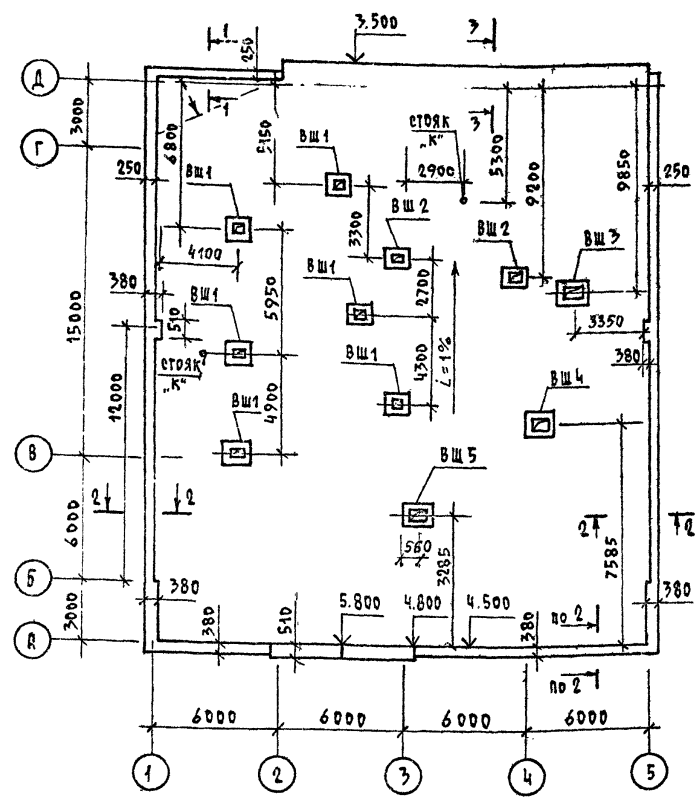 1
3
3.500
250
Д
1
3
3000
6800
5150
ВШ1
СТОЯК
„К"
5300
9200
9850
Г
250
ВШ1
2900
250
ВШ2
ВШ2
ВШ3
3300
4100
380
ВШ1
5950
2700
15000
510
ВШ1
3350
12000
СТОЯК
„К"
ВШ1
4300
i=1%
380
ВШ1
4900
ВШ4
В
ВШ5
2
2
2
2
6000
560
3285
7585
Б
380
380
3000
380
510
5.800
4.800
4.500
380
по 2
А
по 2
6000
6000
6000
6000
1
2
3
4
5